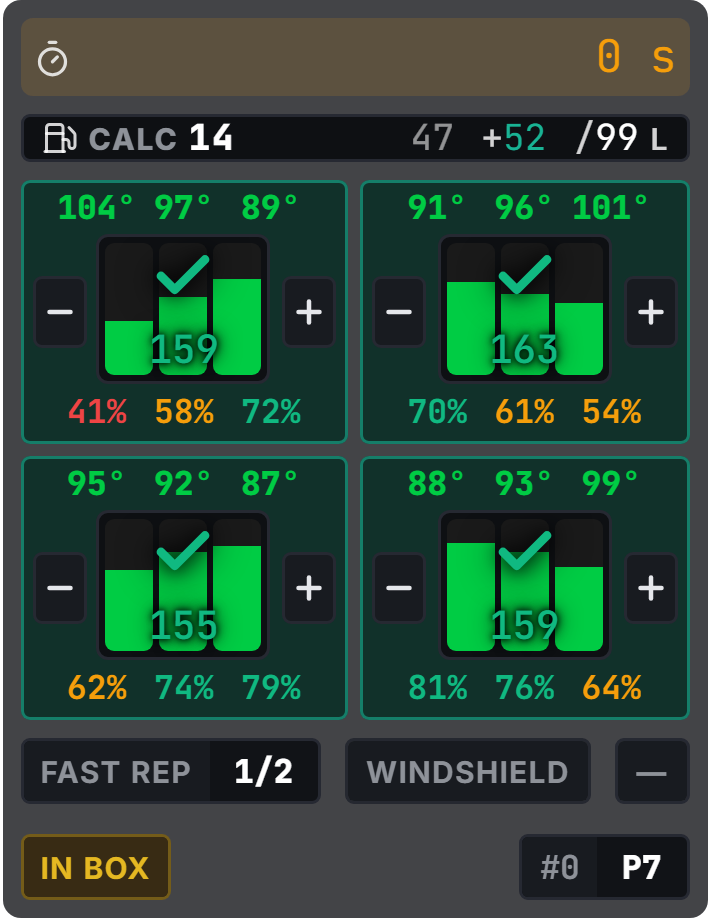 0 s
CALC 14 47 +52 /99 L
104° 97° 89° 91° 96° 101°
159 163
41% 58% 72% 70% 61% 54%
95° 92° 87° 88° 93° 99°
155 159
62% 74% 79% 81% 76% 64%
FAST REP 1/2 WINDSHIELD —
IN BOX #0 P7